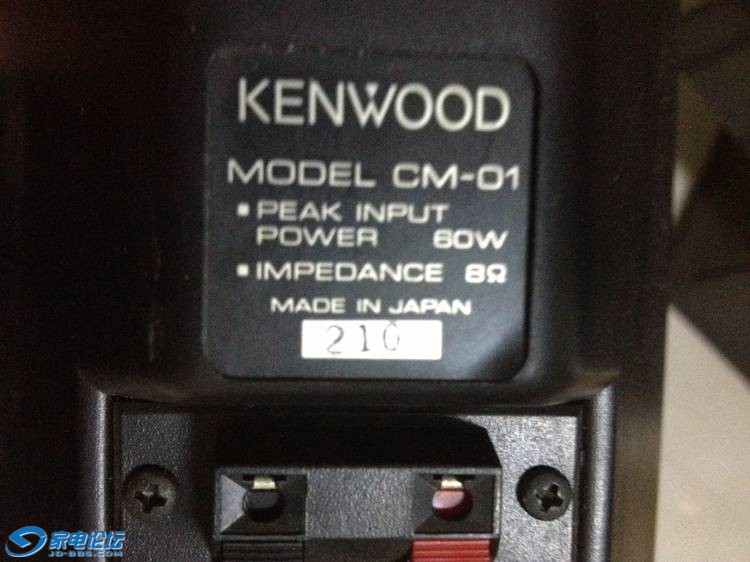 KENWOOD
MODEL CM-01
▪ PEAK INPUT
POWER 60W
▪ IMPEDANCE 8Ω
MADE IN JAPAN
210
家电论坛
JD-BBS.COM